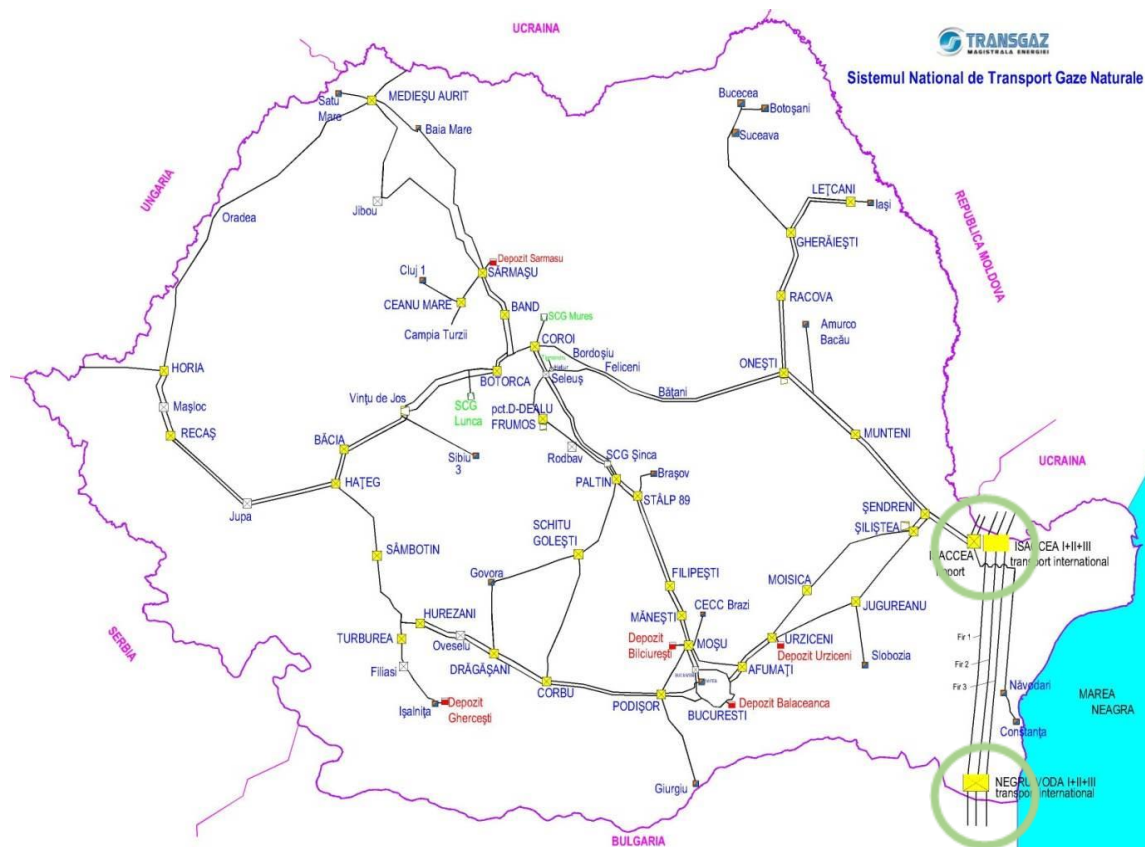 UCRAINA
TRANSGAZ
MAGISTRALA ENERGIEI
Sistemul National de Transport Gaze Naturale
Satu
Mare
MEDIEŞU AURIT
Baia Mare
Bucecea
Botoşani
Suceava
UNGARIA
Oradea
Jibou
LEŢCANI
Iaşi
GHERĂIEŞTI
REPUBLICA MOLDOVA
Cluj 1
Depozit Sarmasu
SĂRMAŞU
CEANU MARE
Campia Turzii
BAND
RACOVA
SCG Mures
COROI
Bordoşiu
Feliceni
Amurco
Bacău
ONEŞTI
HORIA
BOTORCA
Seleuş
Bățani
Maşloc
Vinţu de Jos
SCG
Lunca
pct.D-DEALU
FRUMOS
RECAŞ
BĂCIA
Sibiu
3
Rodbav
SCG Şinca
MUNTENI
HAŢEG
PALTIN
Braşov
STÂLP 89
UCRAINA
Jupa
ŞENDRENI
ŞILIŞTEA
SCHITU
GOLEŞTI
ISACCEA I+II+III
transport international
SÂMBOTIN
Govora
FILIPEŞTI
MOISICA
CECC Brazi
JUGUREANU
HUREZANI
MĂNEŞTI
Fir 1
SERBIA
TURBUREA
Oveselu
Depozit
Bilciureşti
MOŞU
URZICENI
Depozit Urziceni
Slobozia
Fir 2
Filiasi
DRĂGĂŞANI
AFUMAŢI
CORBU
Fir 3
Năvodari
MAREA
NEAGRA
Işalniţa
Depozit
Gherceşti
PODIŞOR
BUCURESTI
Depozit Balaceanca
Constanţa
Giurgiu
NEGRU VODA I+II+III
transport international
BULGARIA